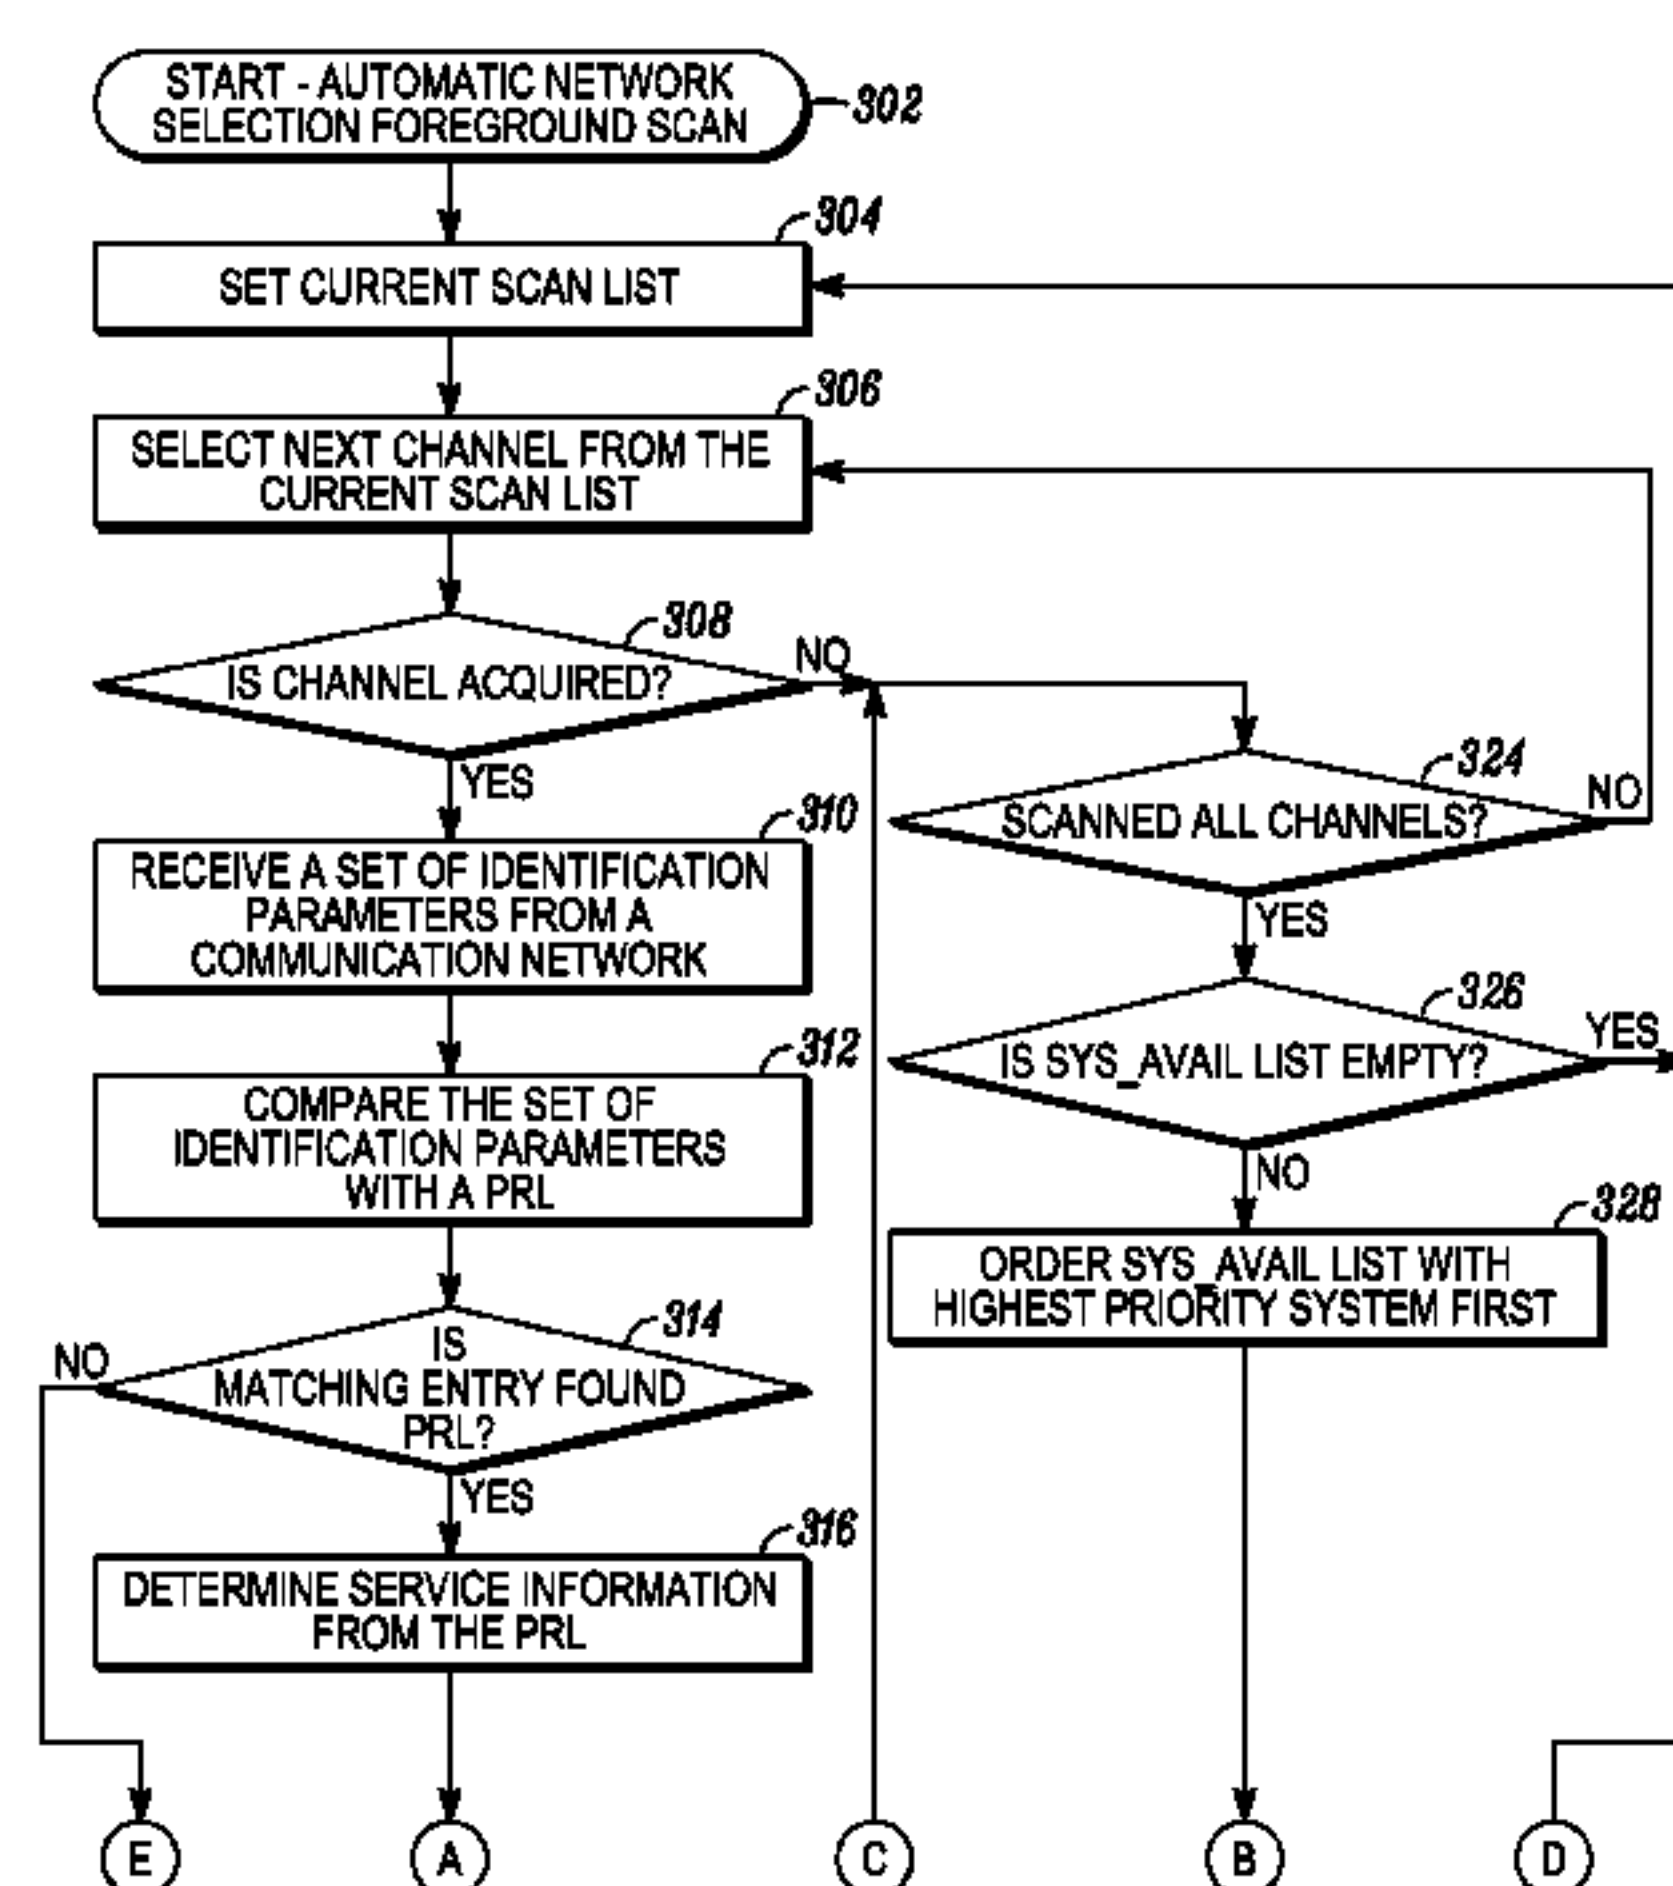 START - AUTOMATIC NETWORK
SELECTION FOREGROUND SCAN
302
304
SET CURRENT SCAN LIST
306
SELECT NEXT CHANNEL FROM THE
CURRENT SCAN LIST
308
IS CHANNEL ACQUIRED?
NO
YES
310
RECEIVE A SET OF IDENTIFICATION
PARAMETERS FROM A
COMMUNICATION NETWORK
312
COMPARE THE SET OF
IDENTIFICATION PARAMETERS
WITH A PRL
314
IS
MATCHING ENTRY FOUND
PRL?
NO
YES
316
DETERMINE SERVICE INFORMATION
FROM THE PRL
324
SCANNED ALL CHANNELS?
NO
YES
326
IS SYS_AVAIL LIST EMPTY?
YES
NO
328
ORDER SYS_AVAIL LIST WITH
HIGHEST PRIORITY SYSTEM FIRST
E
A
C
B
D